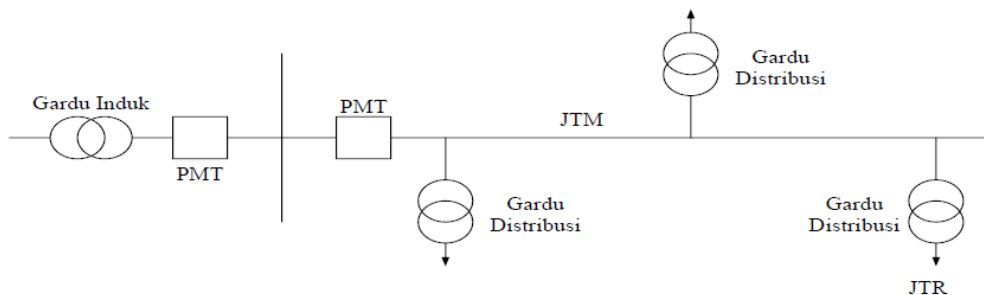 Gardu
Distribusi
Gardu Induk
PMT
PMT
JTM
Gardu
Distribusi
Gardu
Distribusi
JTR